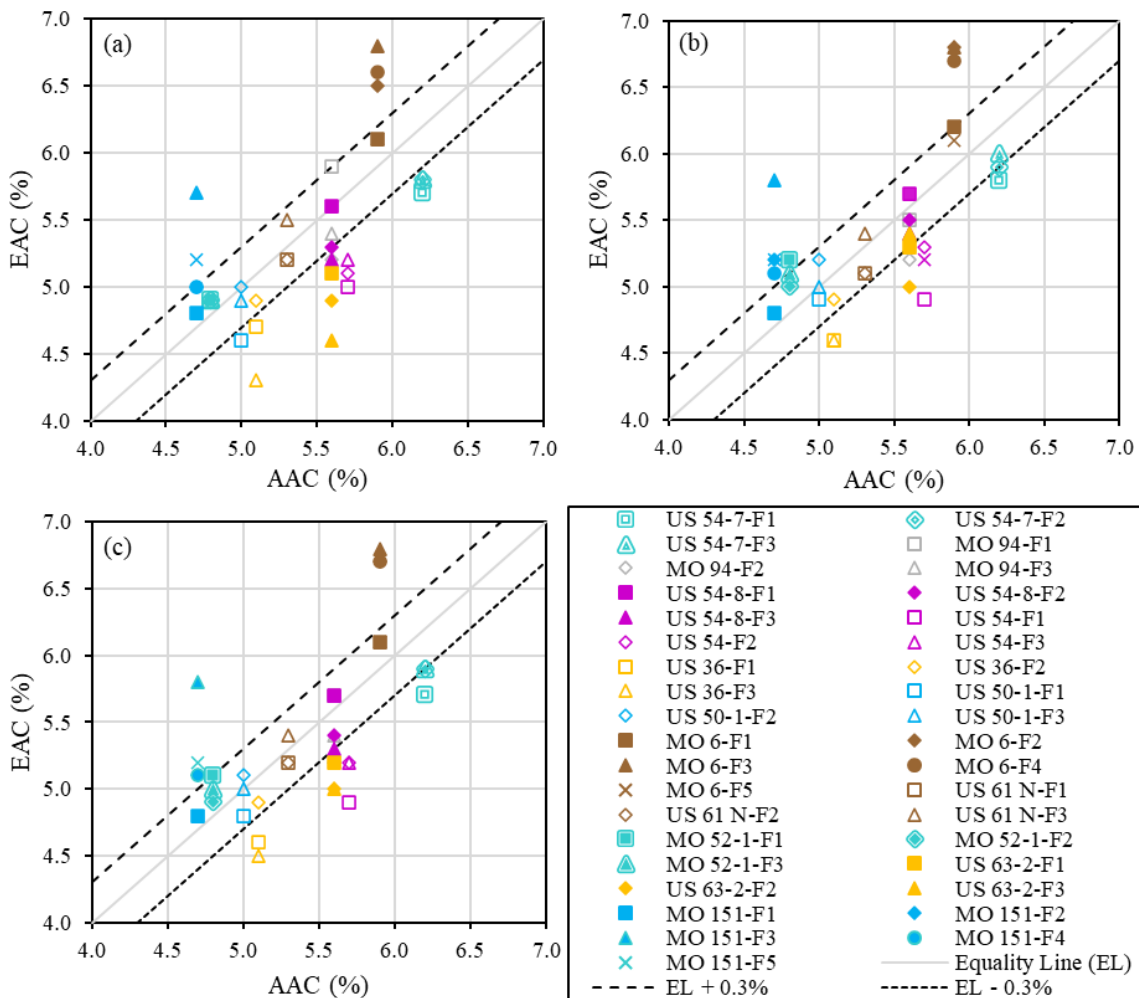 (a)
7.0
6.5
6.0
5.5
5.0
4.5
4.0
EAC (%)
4.0 5.0 5.5 6.0 6.5 7.0
AAC (%)
(b)
7.0
6.5
6.0
5.5
5.0
4.5
4.0
EAC (%)
4.0 5.0 5.5 6.0 6.5 7.0
AAC (%)
(c)
7.0
6.5
6.0
5.5
5.0
4.5
4.0
EAC (%)
4.0 5.0 5.5 6.0 6.5 7.0
AAC (%)
US 54-7-F1 US 54-7-F2
US 54-7-F3 MO 94-F1
MO 94-F2 MO 94-F3
US 54-8-F1 US 54-8-F2
US 54-8-F3 US 54-F1
US 54-F2 US 54-F3
US 36-F1 US 36-F2
US 36-F3 US 50-1-F1
US 50-1-F2 US 50-1-F3
MO 6-F1 MO 6-F2
MO 6-F3 MO 6-F4
MO 6-F5 US 61 N-F1
US 61 N-F2 US 61 N-F3
MO 52-1-F1 MO 52-1-F2
MO 52-1-F3 US 63-2-F1
US 63-2-F2 US 63-2-F3
MO 151-F1 MO 151-F2
MO 151-F3 MO 151-F4
MO 151-F5 Equality Line (EL)
EL + 0.3% EL - 0.3%